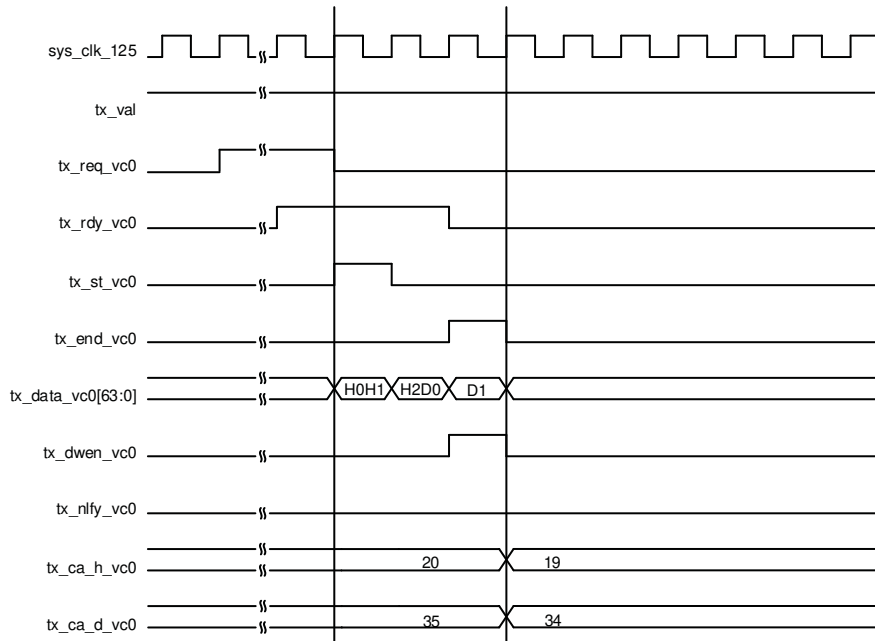 sys_clk_125
tx_val
tx_req_vc0
tx_rdy_vc0
tx_st_vc0
tx_end_vc0
tx_data_vc0[63:0] H0H1 H2D0 D1
tx_dwen_vc0
tx_nlfy_vc0
tx_ca_h_vc0 20 19
tx_ca_d_vc0 35 34